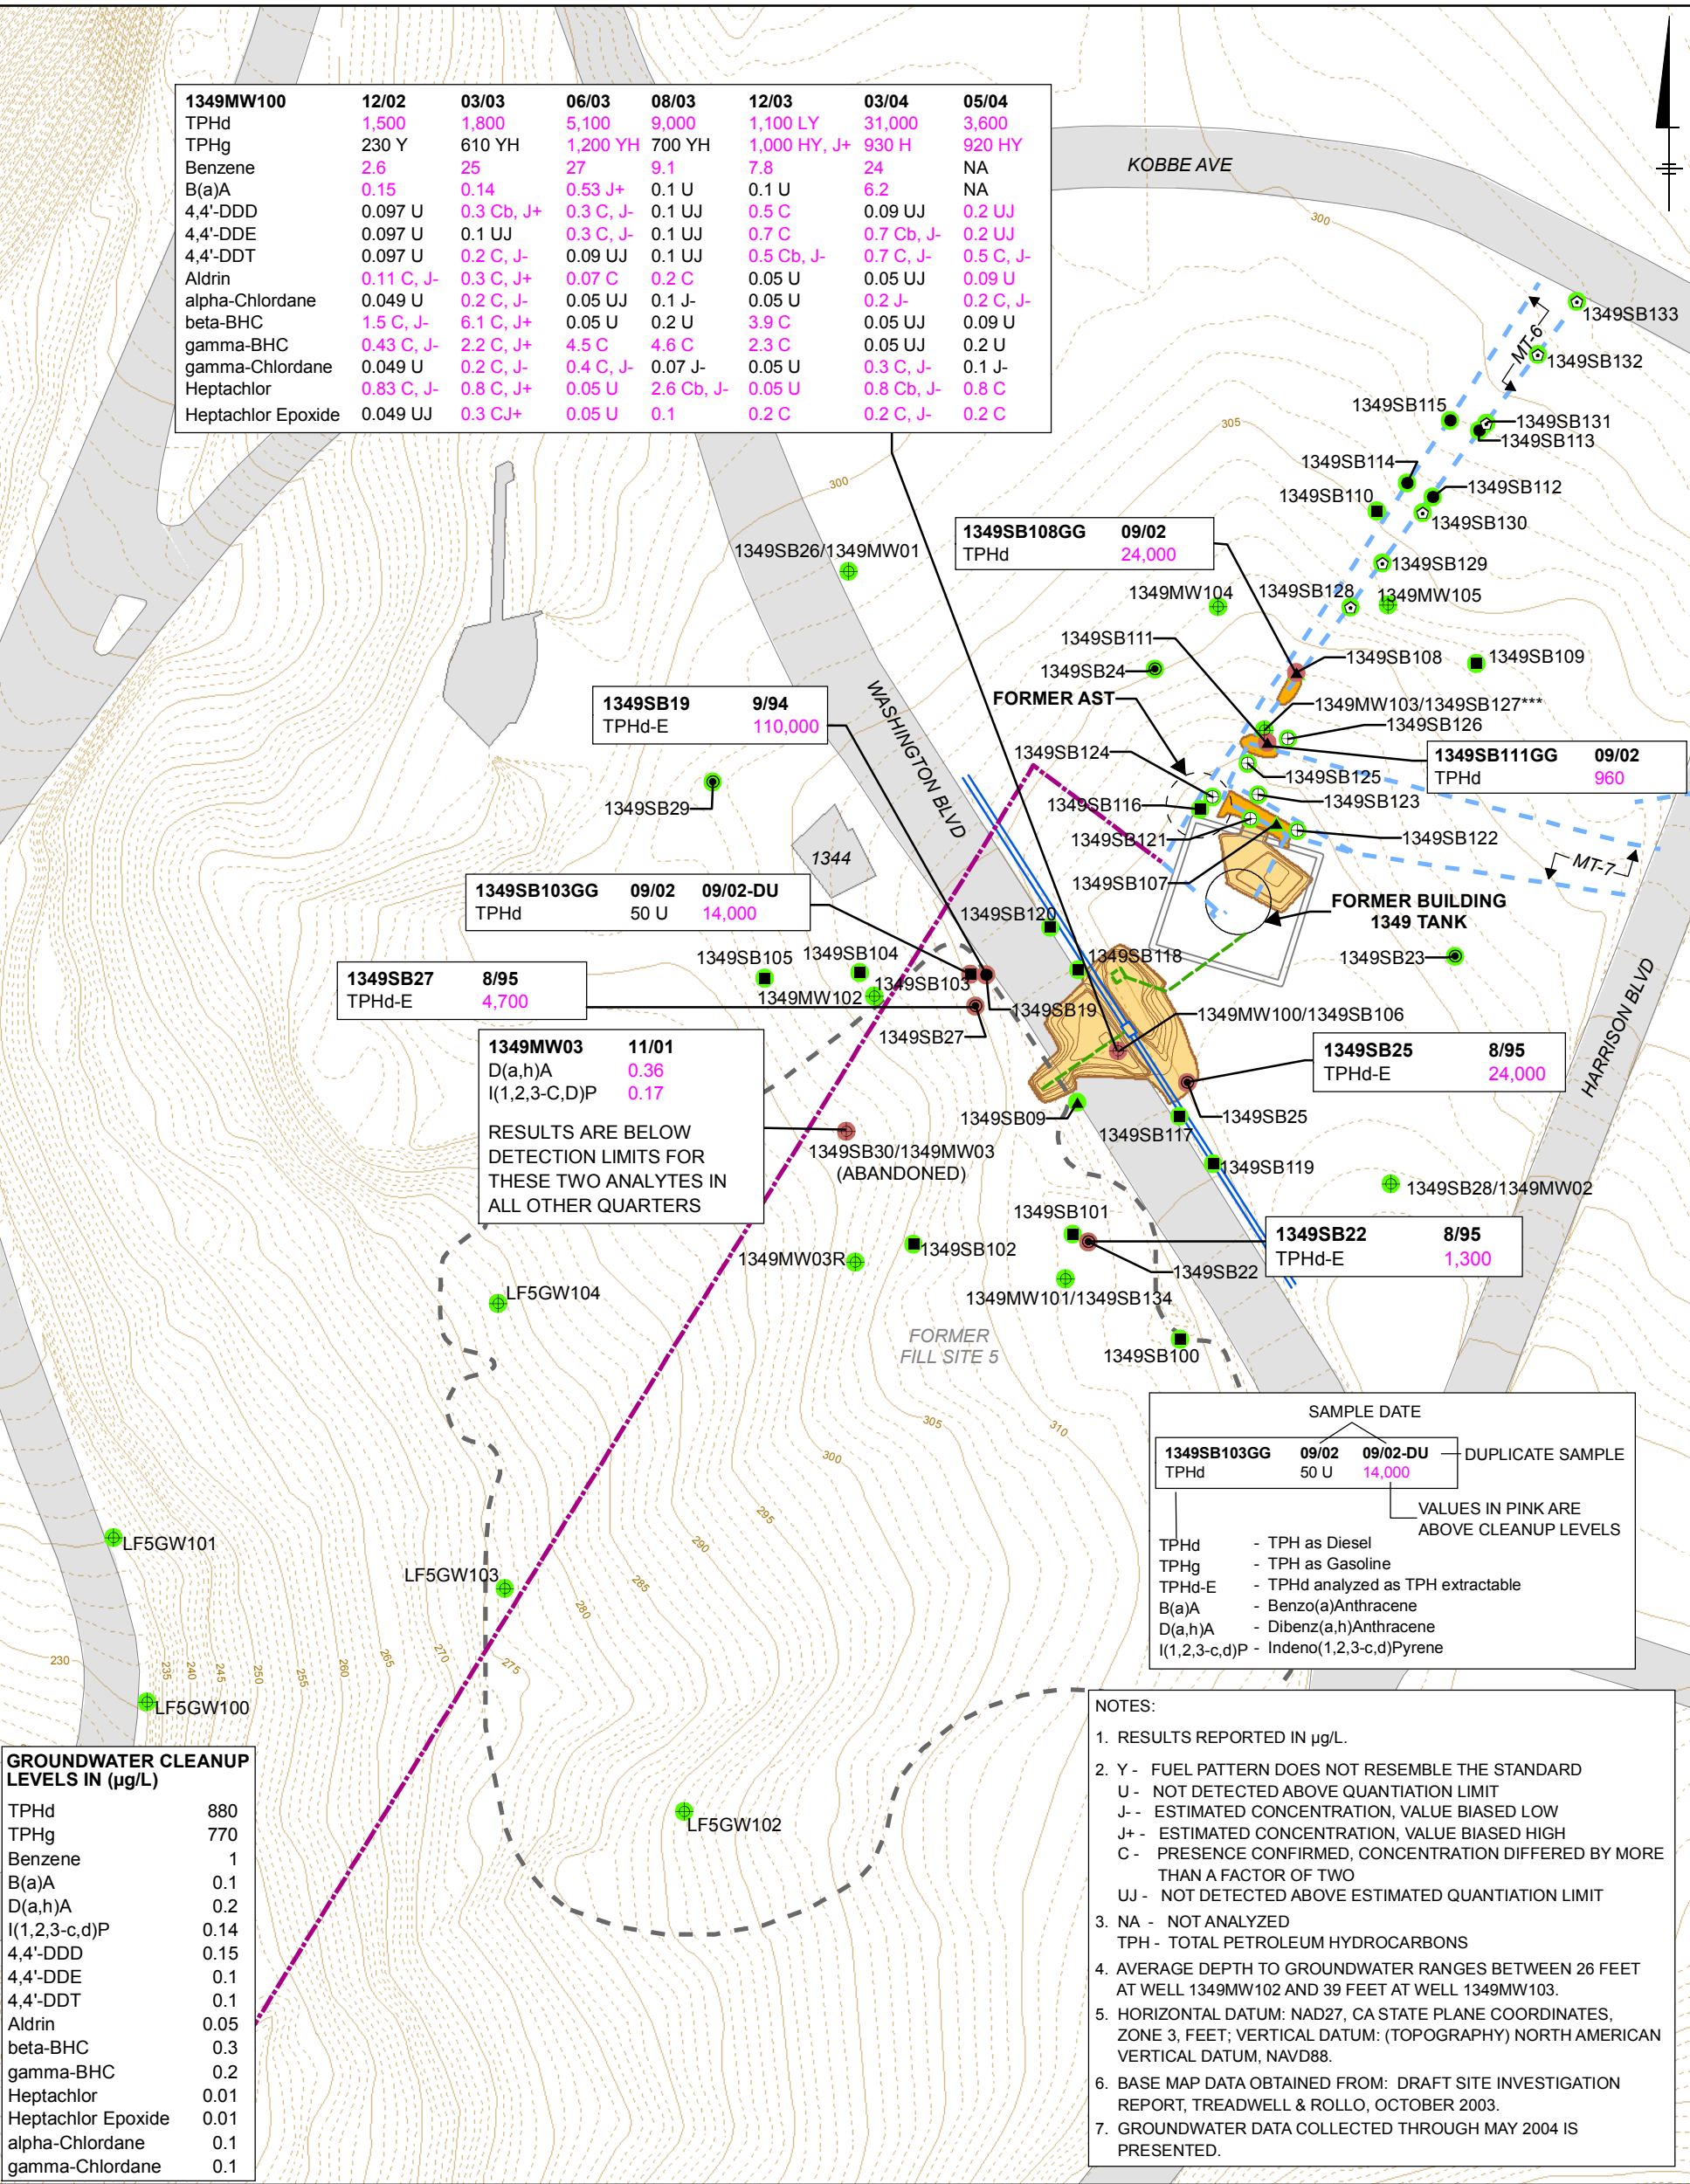 1349MW100 12/02 03/03 06/03 08/03 12/03 03/04 05/04
TPHd 1,500 1,800 5,100 9,000 1,100 LY 31,000 3,600
TPHg 230 Y 610 YH 1,200 YH 700 YH 1,000 HY, J+ 930 H 920 HY
Benzene 2.6 25 27 9.1 7.8 24 NA
B(a)A 0.15 0.14 0.53 J+ 0.1 U 0.1 U 6.2 NA
4,4'-DDD 0.097 U 0.3 Cb, J+ 0.3 C, J- 0.1 UJ 0.5 C 0.09 UJ 0.2 UJ
4,4'-DDE 0.097 U 0.1 UJ 0.3 C, J- 0.1 UJ 0.7 C 0.7 Cb, J- 0.2 UJ
4,4'-DDT 0.097 U 0.2 C, J- 0.09 UJ 0.1 UJ 0.5 Cb, J- 0.7 C, J- 0.5 C, J-
Aldrin 0.11 C, J- 0.3 C, J+ 0.07 C 0.2 C 0.05 U 0.05 UJ 0.09 U
alpha-Chlordane 0.049 U 0.2 C, J- 0.05 UJ 0.1 J- 0.05 U 0.2 J- 0.2 C, J-
beta-BHC 1.5 C, J- 6.1 C, J+ 0.05 U 0.2 U 3.9 C 0.05 UJ 0.09 U
gamma-BHC 0.43 C, J- 2.2 C, J+ 4.5 C 4.6 C 2.3 C 0.05 UJ 0.2 U
gamma-Chlordane 0.049 U 0.2 C, J- 0.4 C, J- 0.07 J- 0.05 U 0.3 C, J- 0.1 J-
Heptachlor 0.83 C, J- 0.8 C, J+ 0.05 U 2.6 Cb, J- 0.05 U 0.8 Cb, J- 0.8 C
Heptachlor Epoxide 0.049 UJ 0.3 CJ+ 0.05 U 0.1 0.2 C 0.2 C, J- 0.2 C
KOBBE AVE
300
1349SB133
MT-6
1349SB132
1349SB115
305
1349SB131
1349SB113
1349SB114
300
1349SB112
1349SB110
1349SB130
1349SB108GG 09/02
TPHd 24,000
1349SB26/1349MW01
1349SB129
1349MW104
1349SB128
1349MW105
1349SB111
1349SB108
1349SB109
1349SB24
FORMER AST
1349MW103/1349SB127***
1349SB126
1349SB19 9/94
TPHd-E 110,000
WASHINGTON BLVD
1349SB124
1349SB111GG 09/02
TPHd 960
1349SB125
1349SB29
1349SB116
1349SB123
1349SB121
1349SB122
1344
MT-7
1349SB107
1349SB103GG 09/02 09/02-DU
TPHd 50 U 14,000
FORMER BUILDING
1349 TANK
1349SB120
1349SB105
1349SB104
1349SB118
1349SB23
1349SB27 8/95
TPHd-E 4,700
1349SB103
1349MW102
1349SB19
1349MW100/1349SB106
HARRISON BLVD
1349SB27
1349MW03 11/01
D(a,h)A 0.36
I(1,2,3-C,D)P 0.17
RESULTS ARE BELOW
DETECTION LIMITS FOR
THESE TWO ANALYTES IN
ALL OTHER QUARTERS
1349SB25 8/95
TPHd-E 24,000
1349SB09
1349SB25
1349SB117
1349SB30/1349MW03
(ABANDONED)
1349SB119
1349SB28/1349MW02
1349SB101
1349SB102
1349SB22 8/95
TPHd-E 1,300
1349MW03R
1349SB22
LF5GW104
1349MW101/1349SB134
FORMER
FILL SITE 5
1349SB100
305
310
300
SAMPLE DATE
1349SB103GG 09/02 09/02-DU
TPHd 50 U 14,000
DUPLICATE SAMPLE
VALUES IN PINK ARE
ABOVE CLEANUP LEVELS
TPHd - TPH as Diesel
TPHg - TPH as Gasoline
TPHd-E - TPHd analyzed as TPH extractable
B(a)A - Benzo(a)Anthracene
D(a,h)A - Dibenz(a,h)Anthracene
I(1,2,3-c,d)P - Indeno(1,2,3-c,d)Pyrene
295
290
LF5GW101
LF5GW103
285
280
230
235
240
245
250
255
260
265
270
275
LF5GW100
LF5GW102
GROUNDWATER CLEANUP
LEVELS IN (µg/L)
TPHd 880
TPHg 770
Benzene 1
B(a)A 0.1
D(a,h)A 0.2
I(1,2,3-c,d)P 0.14
4,4'-DDD 0.15
4,4'-DDE 0.1
4,4'-DDT 0.1
Aldrin 0.05
beta-BHC 0.3
gamma-BHC 0.2
Heptachlor 0.01
Heptachlor Epoxide 0.01
alpha-Chlordane 0.1
gamma-Chlordane 0.1
NOTES:
1. RESULTS REPORTED IN µg/L.
2. Y - FUEL PATTERN DOES NOT RESEMBLE THE STANDARD
U - NOT DETECTED ABOVE QUANTIATION LIMIT
J- - ESTIMATED CONCENTRATION, VALUE BIASED LOW
J+ - ESTIMATED CONCENTRATION, VALUE BIASED HIGH
C - PRESENCE CONFIRMED, CONCENTRATION DIFFERED BY MORE
THAN A FACTOR OF TWO
UJ - NOT DETECTED ABOVE ESTIMATED QUANTIATION LIMIT
3. NA - NOT ANALYZED
TPH - TOTAL PETROLEUM HYDROCARBONS
4. AVERAGE DEPTH TO GROUNDWATER RANGES BETWEEN 26 FEET
AT WELL 1349MW102 AND 39 FEET AT WELL 1349MW103.
5. HORIZONTAL DATUM: NAD27, CA STATE PLANE COORDINATES,
ZONE 3, FEET; VERTICAL DATUM: (TOPOGRAPHY) NORTH AMERICAN
VERTICAL DATUM, NAVD88.
6. BASE MAP DATA OBTAINED FROM: DRAFT SITE INVESTIGATION
REPORT, TREADWELL & ROLLO, OCTOBER 2003.
7. GROUNDWATER DATA COLLECTED THROUGH MAY 2004 IS
PRESENTED.